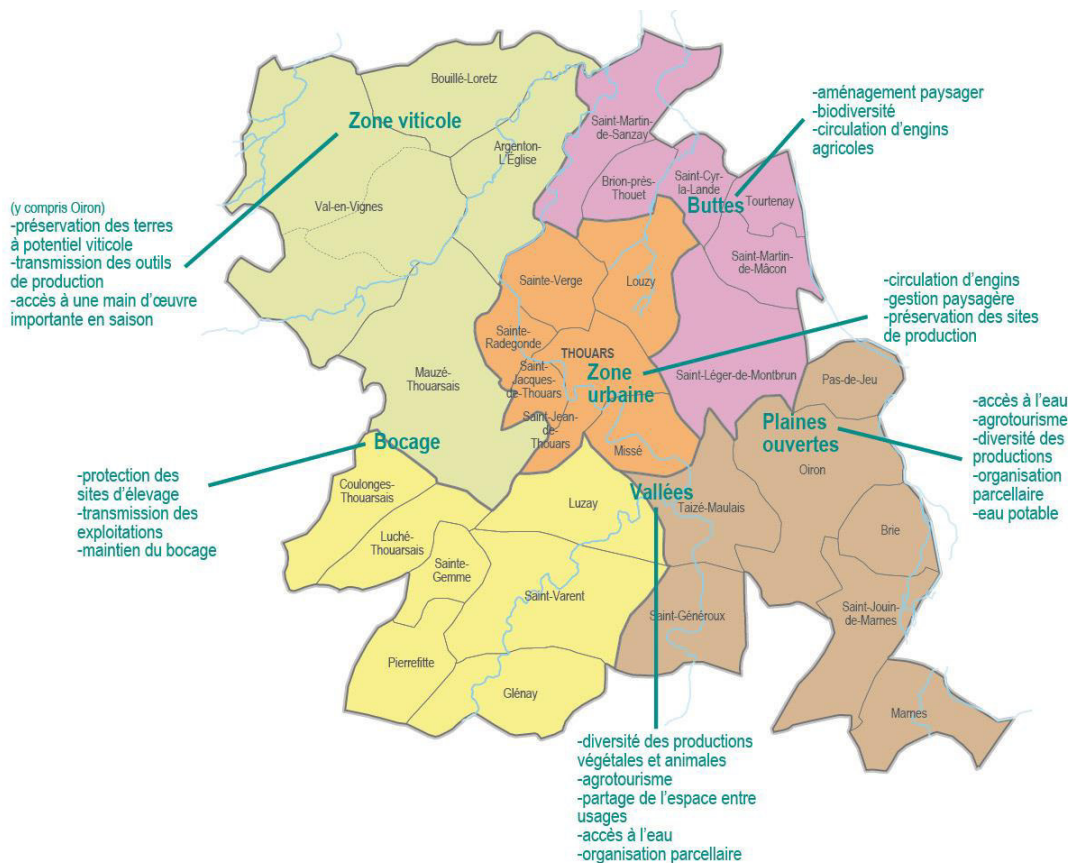 Bouillé-Loretz
Zone viticole
Argenton-
L'Eglise
Val-en-Vignes
Mauzé-
Thouarsais
(y compris Oiron)
-préservation des terres
à potentiel viticole
-transmission des outils
de production
-accès à une main d'œuvre
importante en saison
Saint-Martin-
de-Sanzay
Brion-près-
Thouet
Saint-Cyr-
la-Lande
Buttes
Tourtenay
Saint-Martin-
de-Mâcon
Saint-Léger-de-Montbrun
-aménagement paysager
-biodiversité
-circulation d'engins
agricoles
Sainte-Verge
Louzy
Sainte-
Radegonde
THOUARS
Saint-
Jacques-
de-Thouars
Zone
urbaine
Saint-Jean-
de-
Thouars
Missé
-circulation d'engins
-gestion paysagère
-préservation des sites
de production
Pas-de-Jeu
Plaines
ouvertes
Oiron
Taizé-Maulais
Brie
Saint-Jouin-
de-Marnes
Saint-Généroux
Marnes
-accès à l'eau
-agrotourisme
-diversité des
productions
-organisation
parcellaire
-eau potable
Bocage
Coulonges-
Thouarsais
Luché-
Thouarsais
Sainte-
Gemme
Luzay
Saint-Varent
Pierrefitte
Glénay
-protection des
sites d'élevage
-transmission des
exploitations
-maintien du bocage
Vallées
-diversité des productions
végétales et animales
-agrotourisme
-partage de l'espace entre
usages
-accès à l'eau
-organisation parcellaire